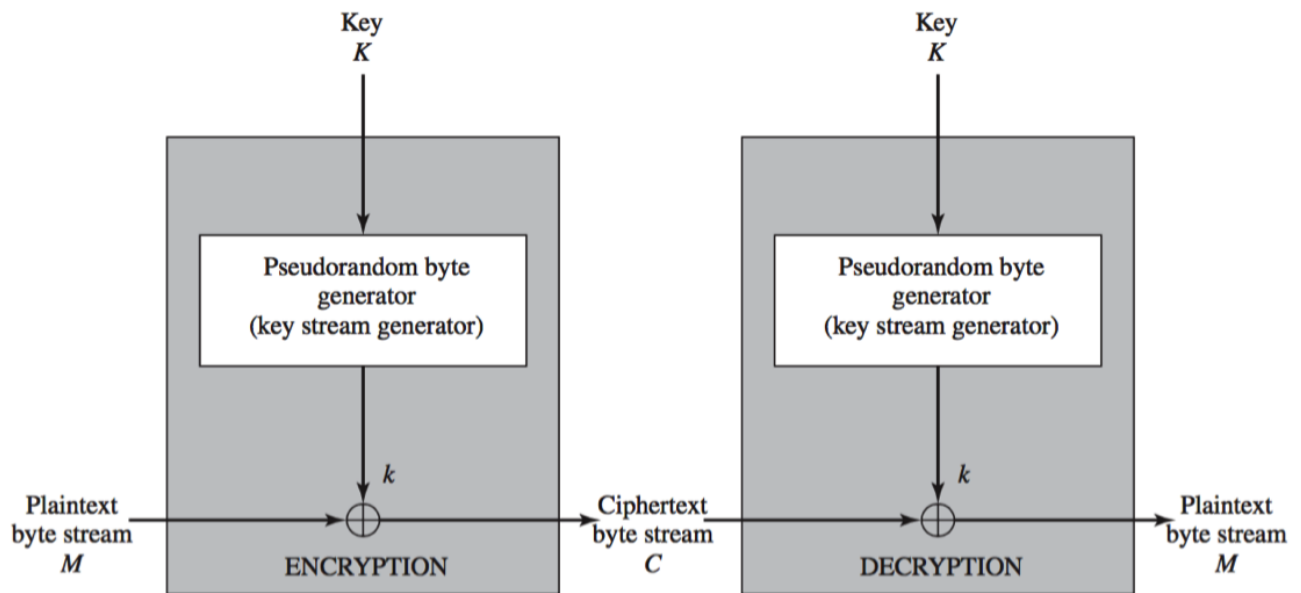 Key
K
Pseudorandom byte
generator
(key stream generator)
k
Plaintext
byte stream
M
ENCRYPTION
Ciphertext
byte stream
C
Key
K
Pseudorandom byte
generator
(key stream generator)
k
DECRYPTION
Plaintext
byte stream
M